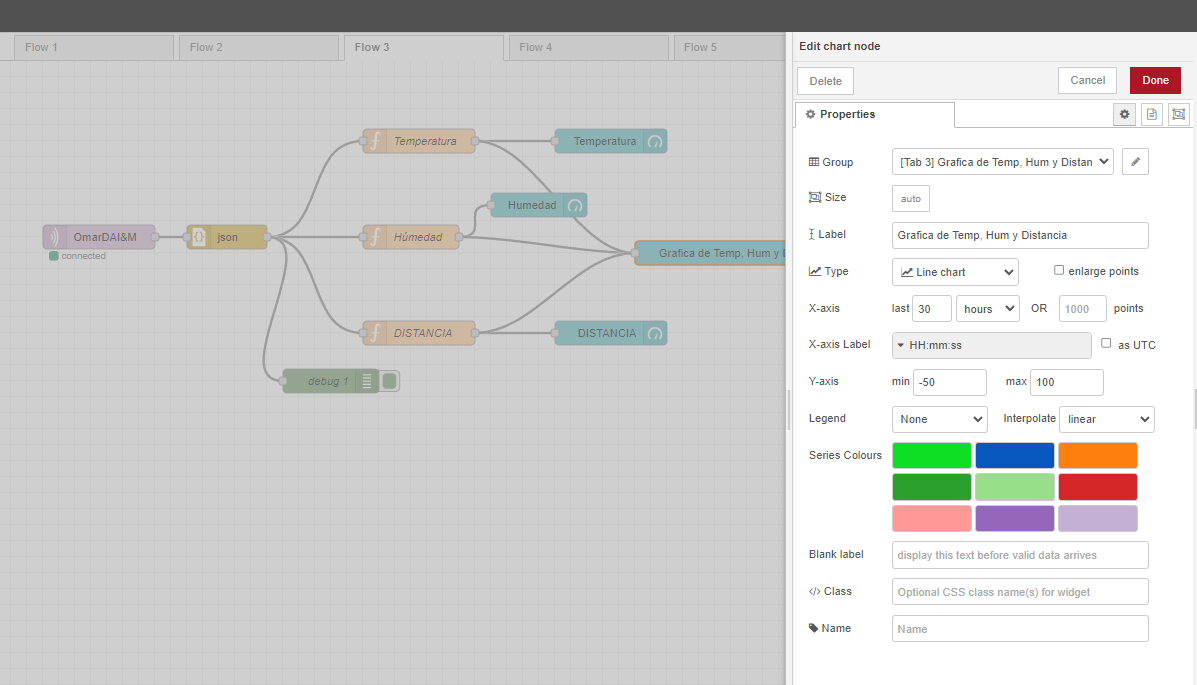 Flow 1
Flow 2
Flow 3
Flow 4
Flow 5
OmarDAI&M
connected
json
Temperatura
Temperatura
Humedad
Húmedad
Grafica de Temp, Hum y
DISTANCIA
DISTANCIA
debug 1
Edit chart node
Delete
Cancel
Done
Properties
Group
[Tab 3] Grafica de Temp, Hum y Distan
Size
auto
Label
Grafica de Temp, Hum y Distancia
Type
Line chart
enlarge points
X-axis
last 30 hours OR 1000 points
X-axis Label
HH:mm:ss
as UTC
Y-axis
min -50 max 100
Legend
None
Interpolate linear
Series Colours
Blank label
display this text before valid data arrives
</> Class
Optional CSS class name(s) for widget
Name
Name